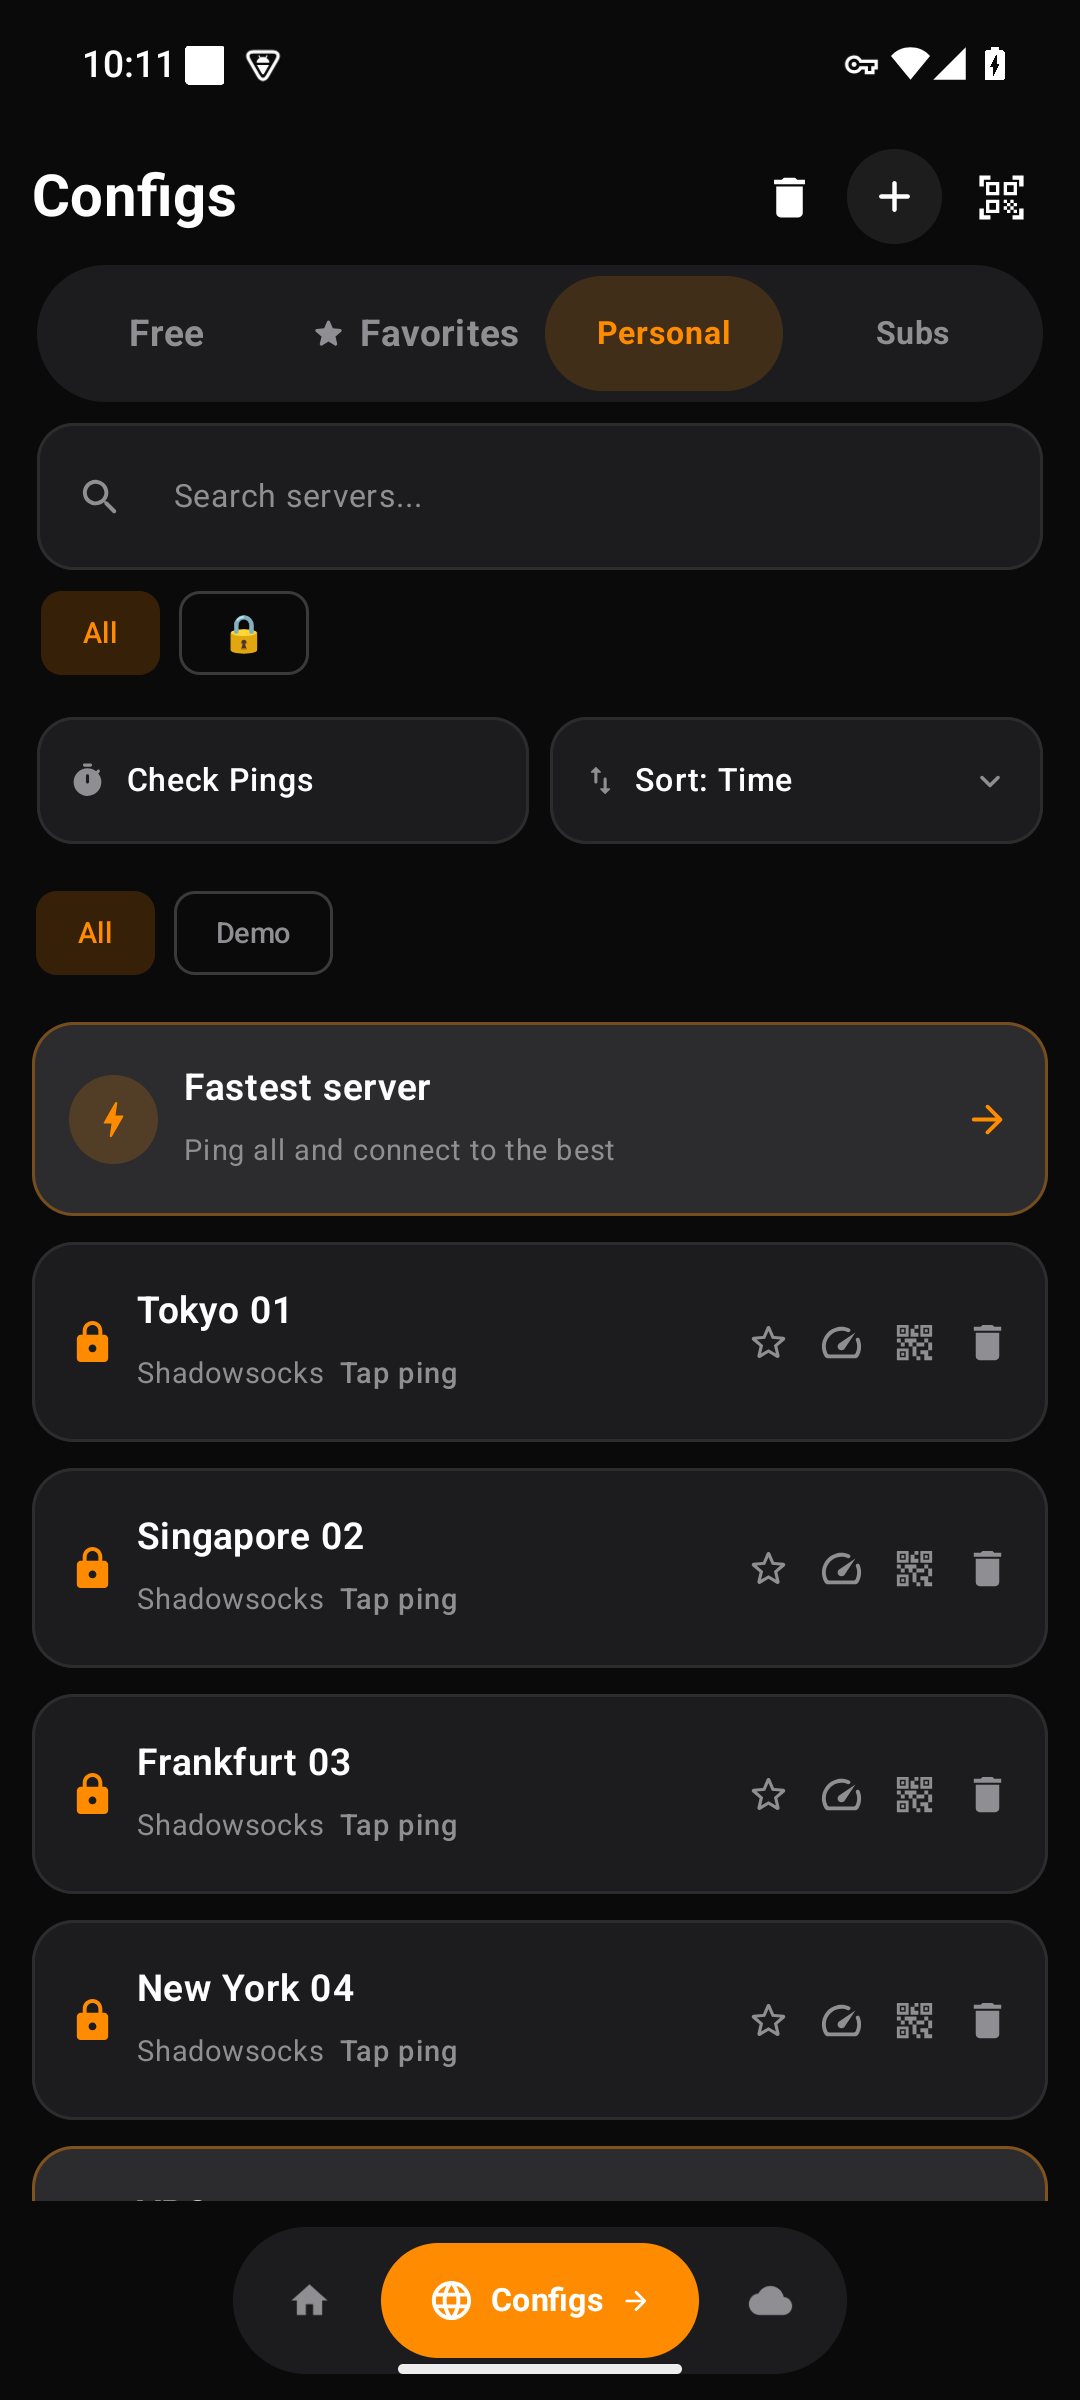 10:11
Configs
Free
Favorites
Personal
Subs
Search servers...
All
Check Pings
Sort: Time
All
Demo
Fastest server
Ping all and connect to the best
Tokyo 01
Shadowsocks Tap ping
Singapore 02
Shadowsocks Tap ping
Frankfurt 03
Shadowsocks Tap ping
New York 04
Shadowsocks Tap ping
Configs